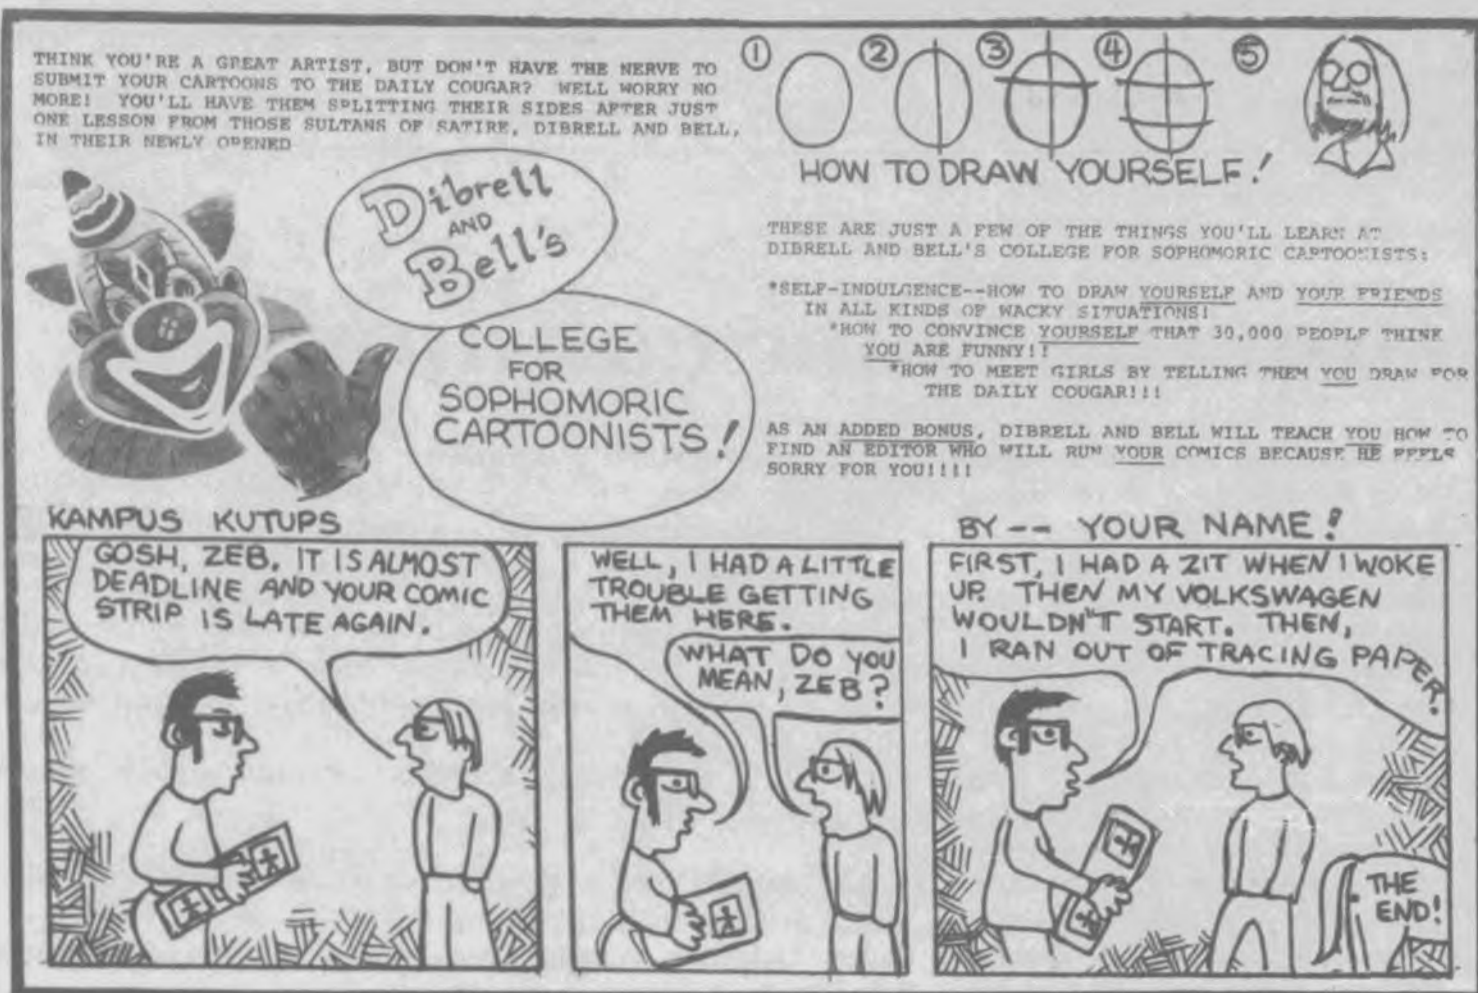 THINK YOU'RE A GREAT ARTIST, BUT DON'T HAVE THE NERVE TO
SUBMIT YOUR CARTOONS TO THE DAILY COUGAR? WELL WORRY NO
MORE! YOU'LL HAVE THEM SPLITTING THEIR SIDES AFTER JUST
ONE LESSON FROM THOSE SULTANS OF SATIRE, DIBRELL AND BELL,
IN THEIR NEWLY OPENED
Dibrell
AND
Bell's
COLLEGE
FOR
SOPHOMORIC
CARTOONISTS!
1 2 3 4 5
HOW TO DRAW YOURSELF!
THESE ARE JUST A FEW OF THE THINGS YOU'LL LEARN AT
DIBRELL AND BELL'S COLLEGE FOR SOPHOMORIC CARTOONISTS:
*SELF-INDULGENCE--HOW TO DRAW YOURSELF AND YOUR FRIENDS
IN ALL KINDS OF WACKY SITUATIONS!
*HOW TO CONVINCE YOURSELF THAT 30,000 PEOPLE THINK
YOU ARE FUNNY!!
*HOW TO MEET GIRLS BY TELLING THEM YOU DRAW FOR
THE DAILY COUGAR!!!
AS AN ADDED BONUS, DIBRELL AND BELL WILL TEACH YOU HOW TO
FIND AN EDITOR WHO WILL RUN YOUR COMICS BECAUSE HE FEELS
SORRY FOR YOU!!!!
KAMPUS KUTUPS
BY -- YOUR NAME!
GOSH, ZEB. IT IS ALMOST
DEADLINE AND YOUR COMIC
STRIP IS LATE AGAIN.
WELL, I HAD A LITTLE
TROUBLE GETTING
THEM HERE.
WHAT DO YOU
MEAN, ZEB?
FIRST, I HAD A ZIT WHEN I WOKE
UP. THEN MY VOLKSWAGEN
WOULDN"T START. THEN,
I RAN OUT OF TRACING PAPER.
THE
END!